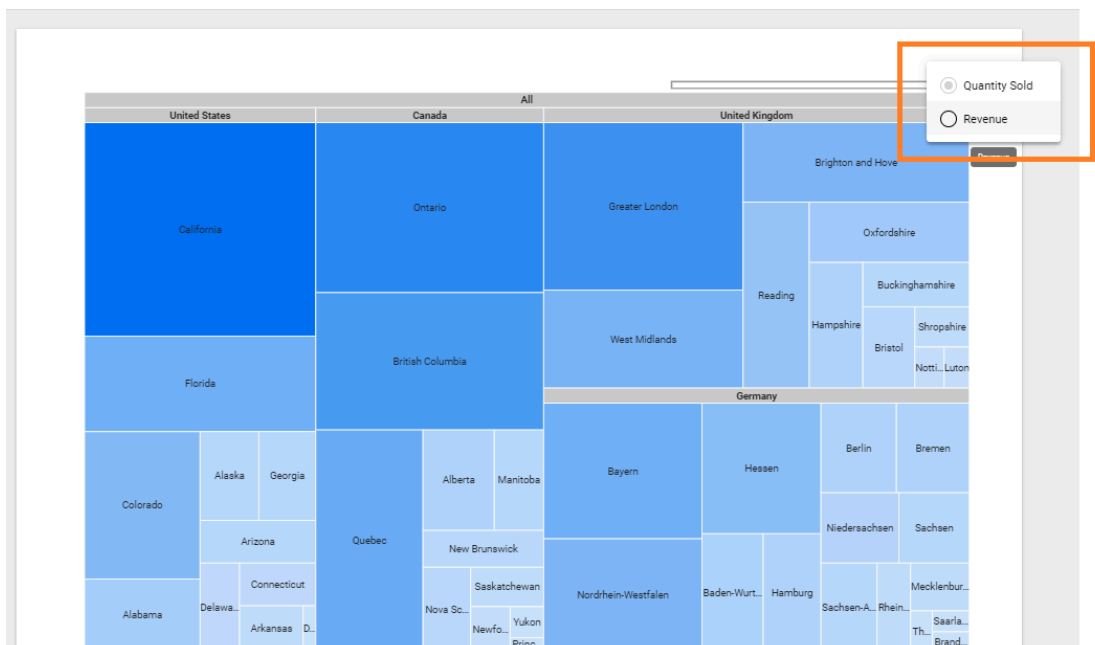 Quantity Sold
Revenue
All
United States
Canada
United Kingdom
Brighton and Hove
Greater London
Ontario
California
Oxfordshire
Buckinghamshire
Reading
Hampshire
Shropshire
Bristol
West Midlands
British Columbia
Notti... Luton
Florida
Germany
Berlin
Bremen
Bayern
Hessen
Alaska
Georgia
Alberta
Manitoba
Colorado
Niedersachsen
Sachsen
Arizona
Quebec
New Brunswick
Connecticut
Saskatchewan
Mecklenbur...
Nordrhein-Westfalen
Baden-Wurt...
Hamburg
Delawa...
Sachsen-A...
Rhein...
Nova Sc...
Alabama
Yukon
Saarla...
Arkansas
D...
Newfo...
Th...
Princ...
Brand...